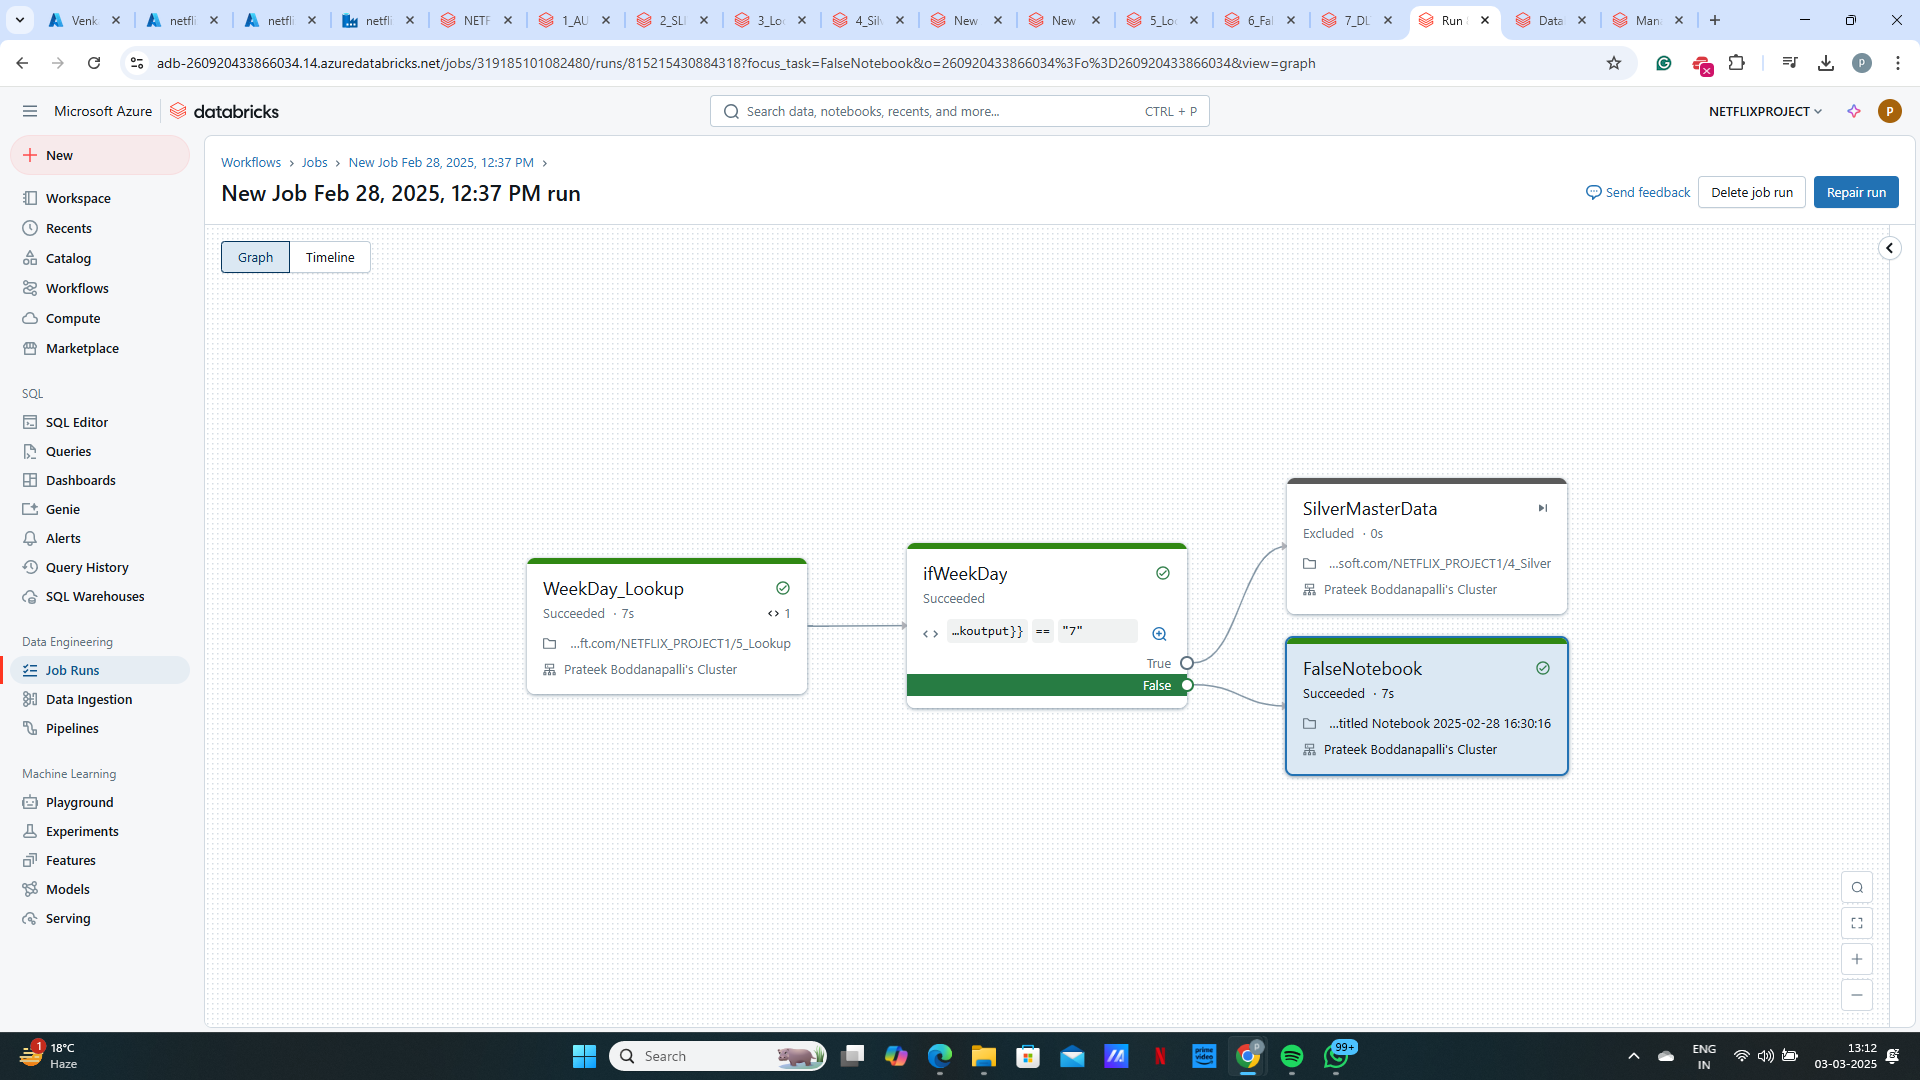 Venk
netfli
netfli
netfli
NETF
1_AU
2_SL
3_Loo
4_Silv
New
New
5_Loo
6_Fal
7_DL
Run
Data
Man
adb-260920433866034.14.azuredatabricks.net/jobs/319185101082480/runs/815215430884318?focus_task=FalseNotebook&o=260920433866034%3Fo%3D260920433866034&view=graph
P
Microsoft Azure
databricks
Search data, notebooks, recents, and more...
CTRL + P
NETFLIXPROJECT
P
New
Workspace
Recents
Catalog
Workflows
Compute
Marketplace
SQL
SQL Editor
Queries
Dashboards
Genie
Alerts
Query History
SQL Warehouses
Data Engineering
Job Runs
Data Ingestion
Pipelines
Machine Learning
Playground
Experiments
Features
Models
Serving
Workflows › Jobs › New Job Feb 28, 2025, 12:37 PM ›
New Job Feb 28, 2025, 12:37 PM run
Send feedback
Delete job run
Repair run
Graph
Timeline
WeekDay_Lookup
Succeeded · 7s
1
...ft.com/NETFLIX_PROJECT1/5_Lookup
Prateek Boddanapalli's Cluster
ifWeekDay
Succeeded
…koutput}} == "7"
True
False
SilverMasterData
Excluded · 0s
...soft.com/NETFLIX_PROJECT1/4_Silver
Prateek Boddanapalli's Cluster
FalseNotebook
Succeeded · 7s
...titled Notebook 2025-02-28 16:30:16
Prateek Boddanapalli's Cluster
1
18°C
Haze
Search
prime video
P
99+
ENG
IN
13:12
03-03-2025